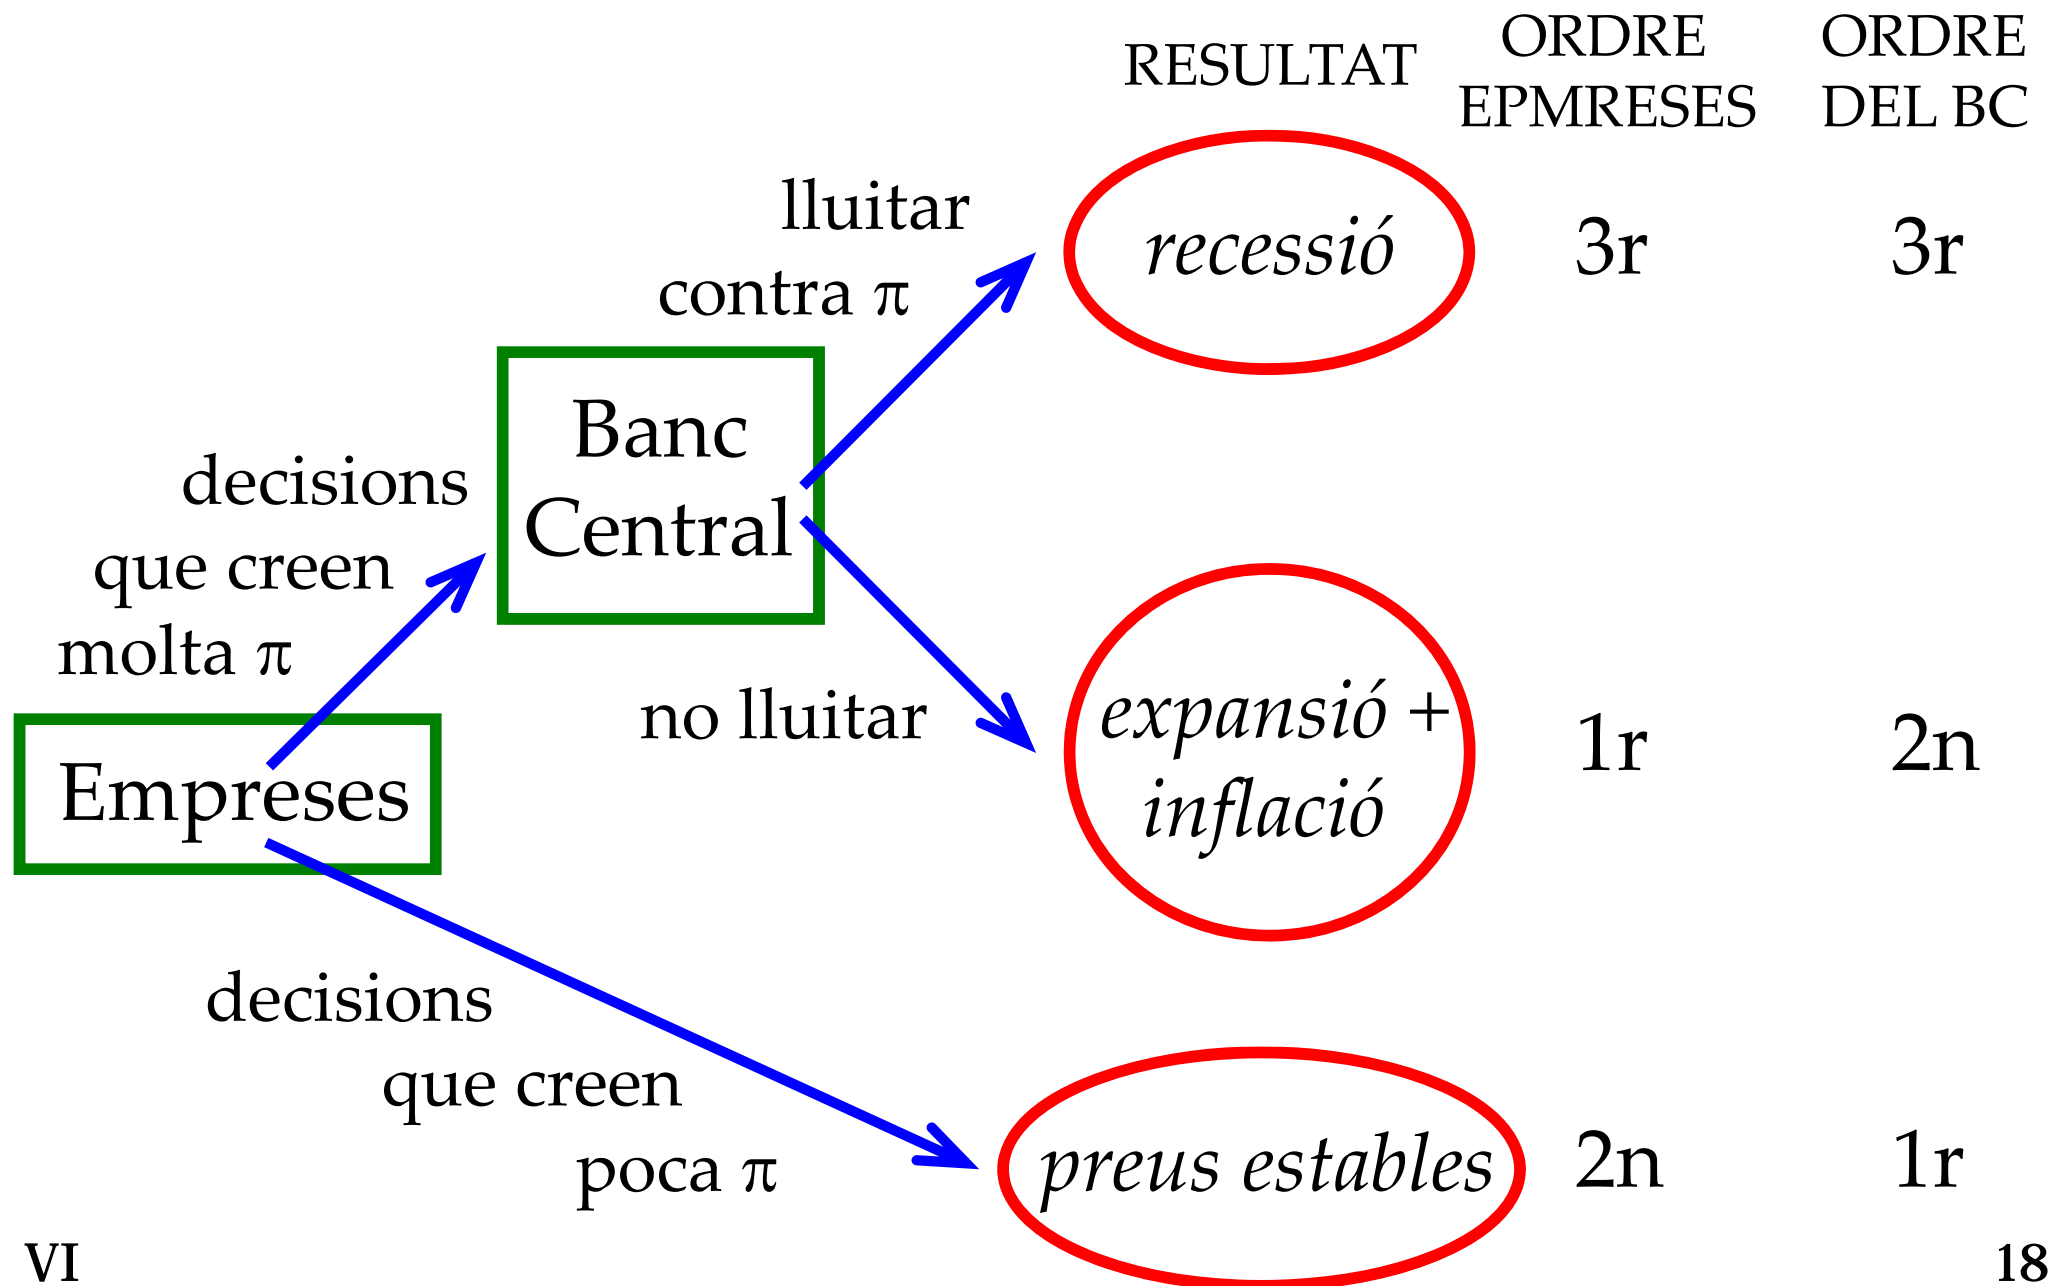 RESULTAT
ORDRE
EPMRESES
ORDRE
DEL BC
lluitar
contra π
recessió
3r
3r
Banc
Central
decisions
que creen
molta π
no lluitar
expansió +
inflació
1r
2n
Empreses
decisions
que creen
poca π
preus estables
2n
1r
VI
18